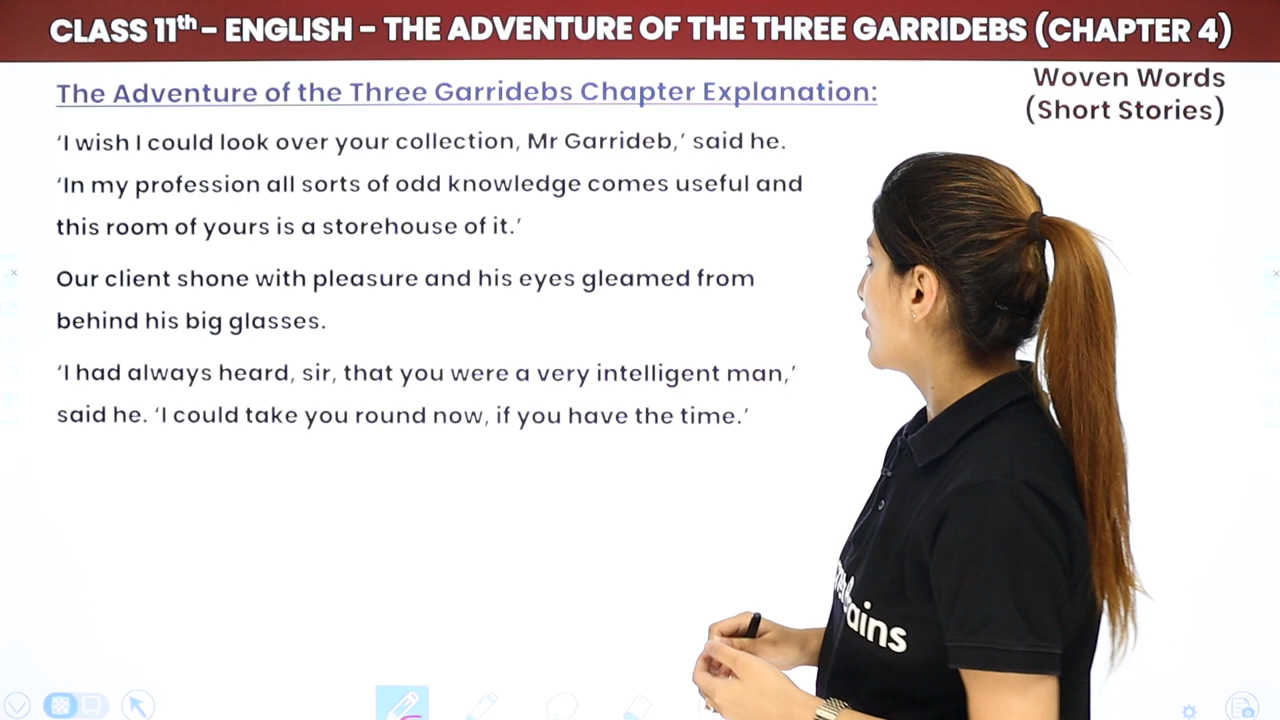 CLASS 11th – ENGLISH – THE ADVENTURE OF THE THREE GARRIDEBS (CHAPTER 4)
Woven Words
(Short Stories)
The Adventure of the Three Garridebs Chapter Explanation:
‘I wish I could look over your collection, Mr Garrideb,’ said he.
‘In my profession all sorts of odd knowledge comes useful and
this room of yours is a storehouse of it.’
Our client shone with pleasure and his eyes gleamed from
behind his big glasses.
‘I had always heard, sir, that you were a very intelligent man,’
said he. ‘I could take you round now, if you have the time.’